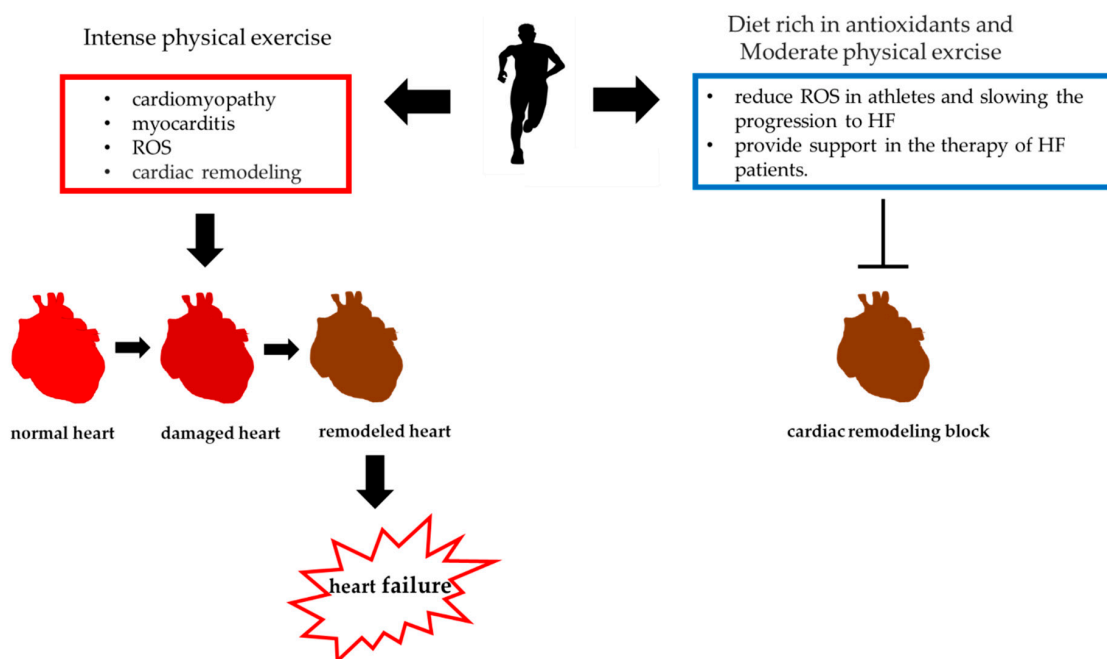 Intense physical exercise
• cardiomyopathy
• myocarditis
• ROS
• cardiac remodeling
Diet rich in antioxidants and
Moderate physical exrcise
• reduce ROS in athletes and slowing the
progression to HF
• provide support in the therapy of HF
patients.
normal heart
damaged heart
remodeled heart
cardiac remodeling block
heart failure